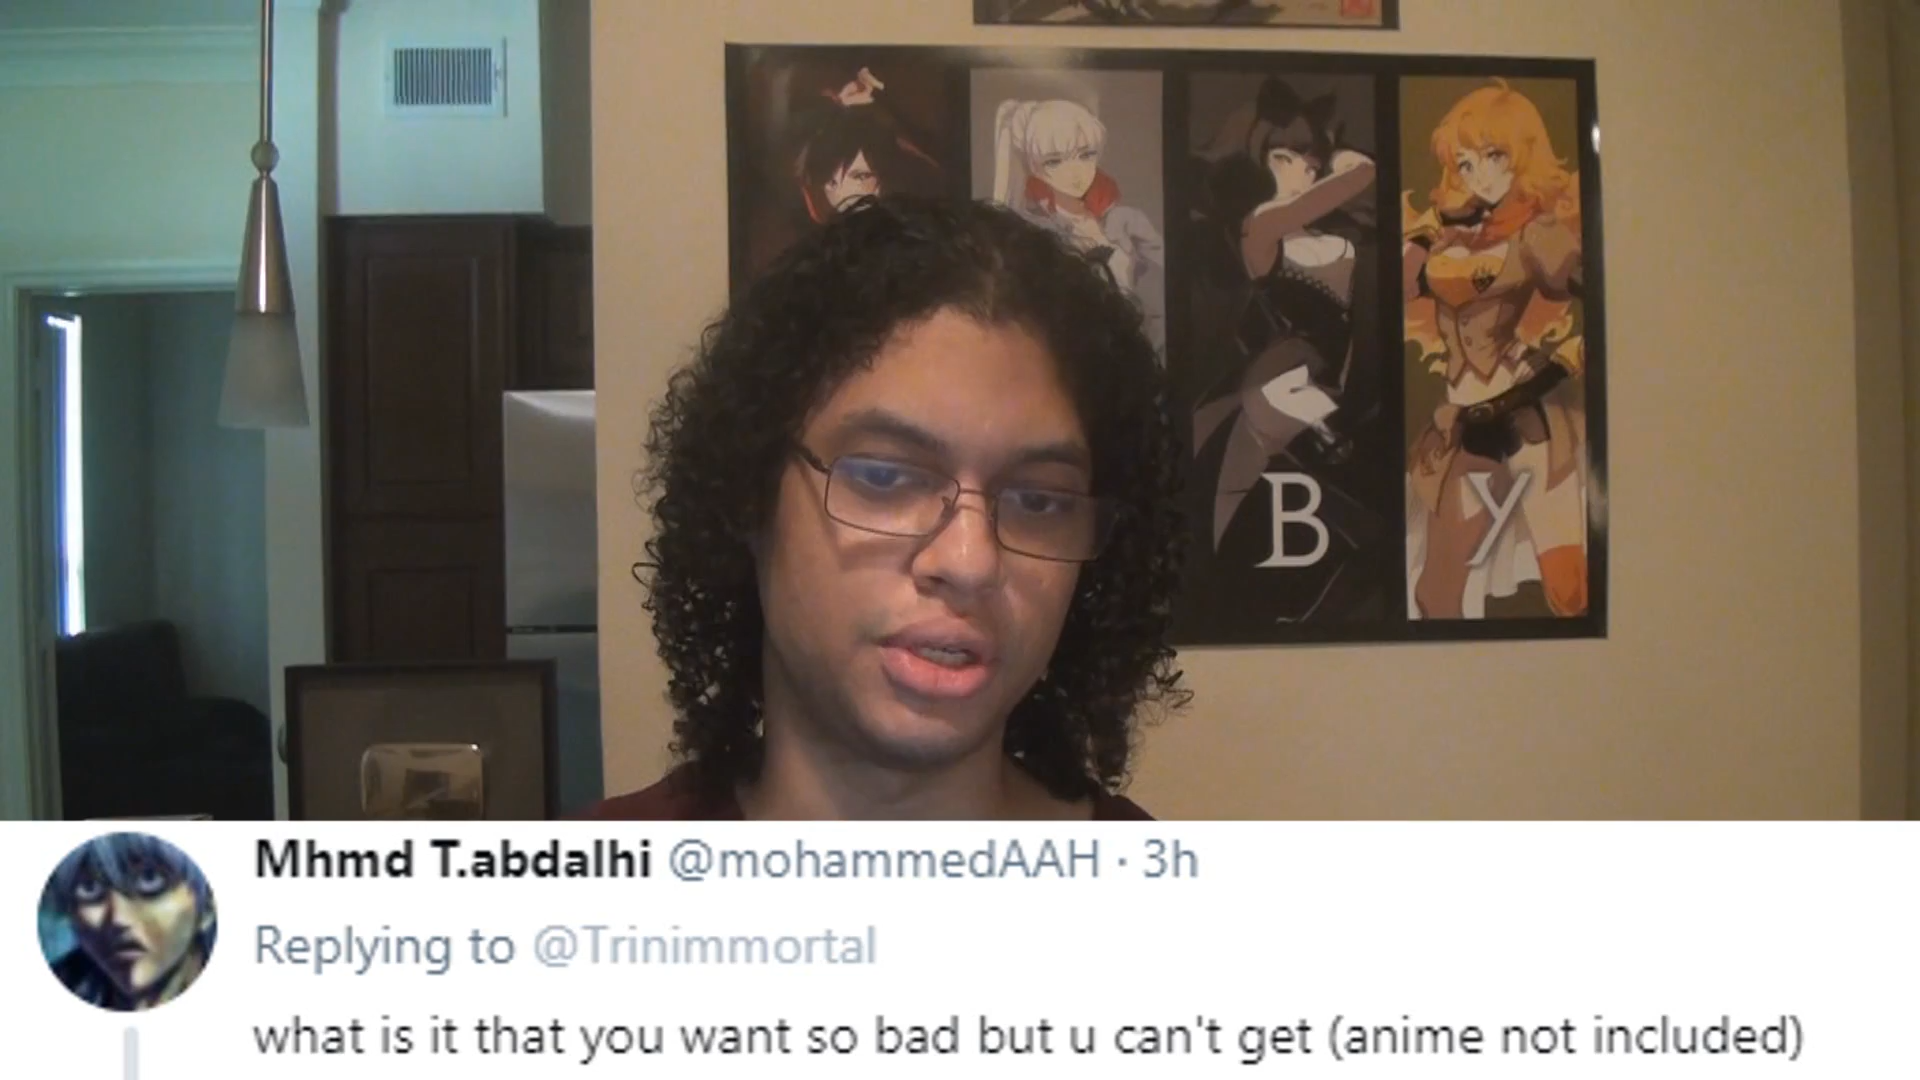 B Y
Mhmd T.abdalhi @mohammedAAH · 3h
Replying to @Trinimmortal
what is it that you want so bad but u can't get (anime not included)